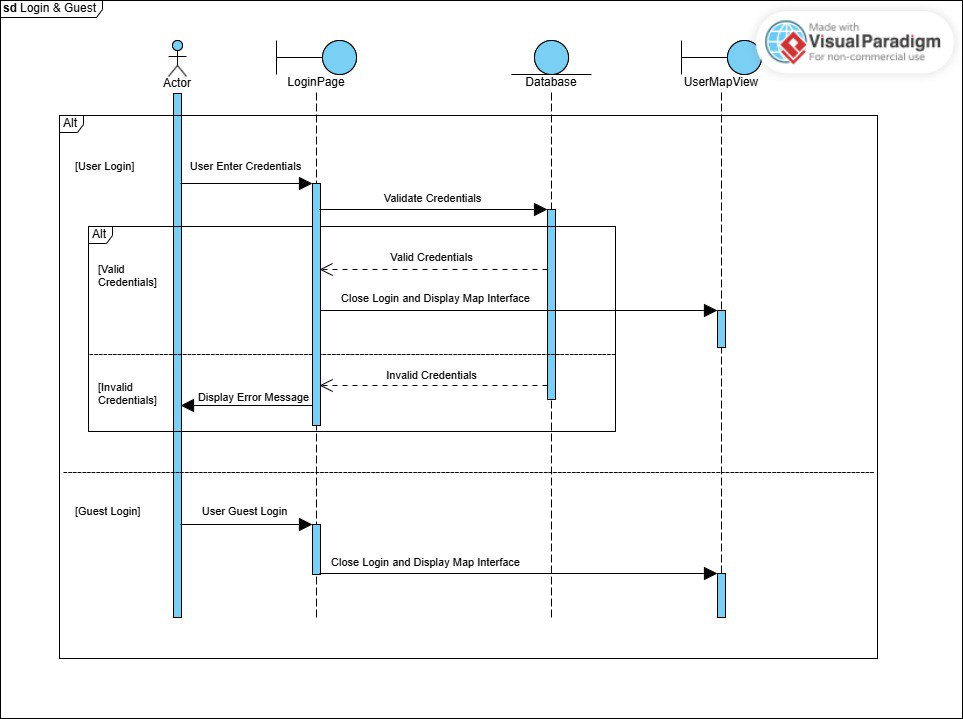 sd Login & Guest
Made with
VisualParadigm
For non-commercial use
Actor
LoginPage
Database
UserMapView
Alt
[User Login]
User Enter Credentials
Validate Credentials
Alt
[Valid
Credentials]
Valid Credentials
Close Login and Display Map Interface
[Invalid
Credentials]
Invalid Credentials
Display Error Message
[Guest Login]
User Guest Login
Close Login and Display Map Interface